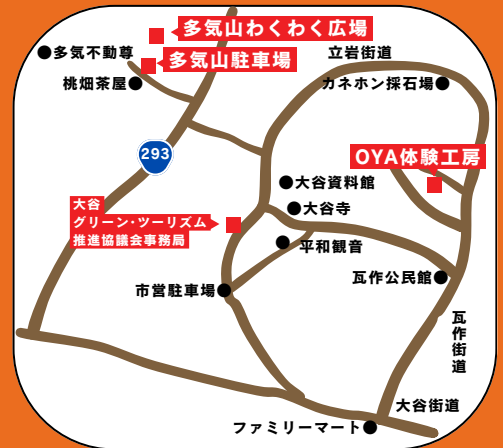 多気山わくわく広場
多気不動尊
多気山駐車場
立岩街道
桃畑茶屋
カネホン採石場
293
OYA体験工房
大谷資料館
大谷
グリーン・ツーリズム
推進協議会事務局
大谷寺
平和観音
瓦作公民館
市営駐車場
瓦作街道
大谷街道
ファミリーマート